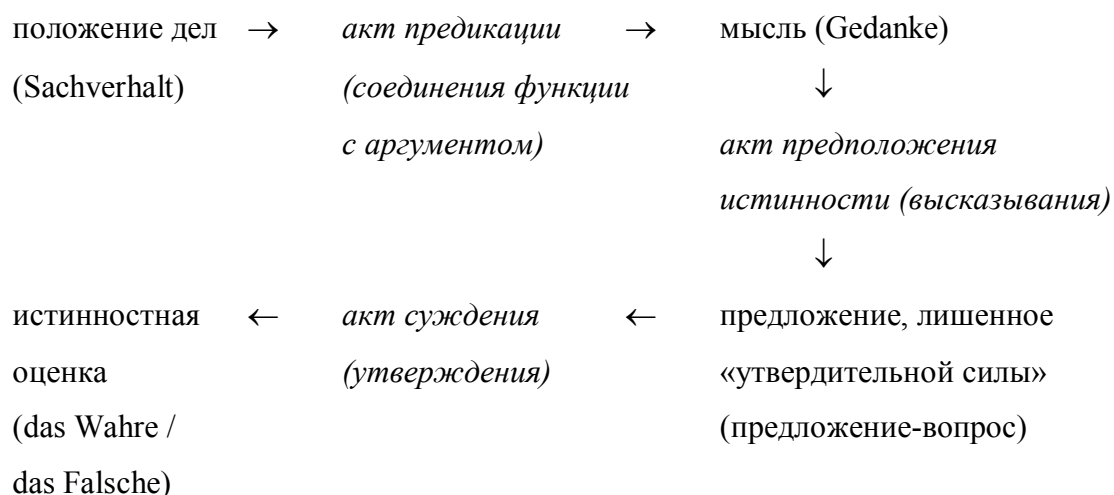 положение дел → акт предикации → мысль (Gedanke)
(Sachverhalt) (соединения функции ↓
с аргументом) акт предположения
истинности (высказывания)
↓
истинностная ← акт суждения ← предложение, лишенное
оценка (утверждения) «утвердительной силы»
(das Wahre / (предложение-вопрос)
das Falsche)